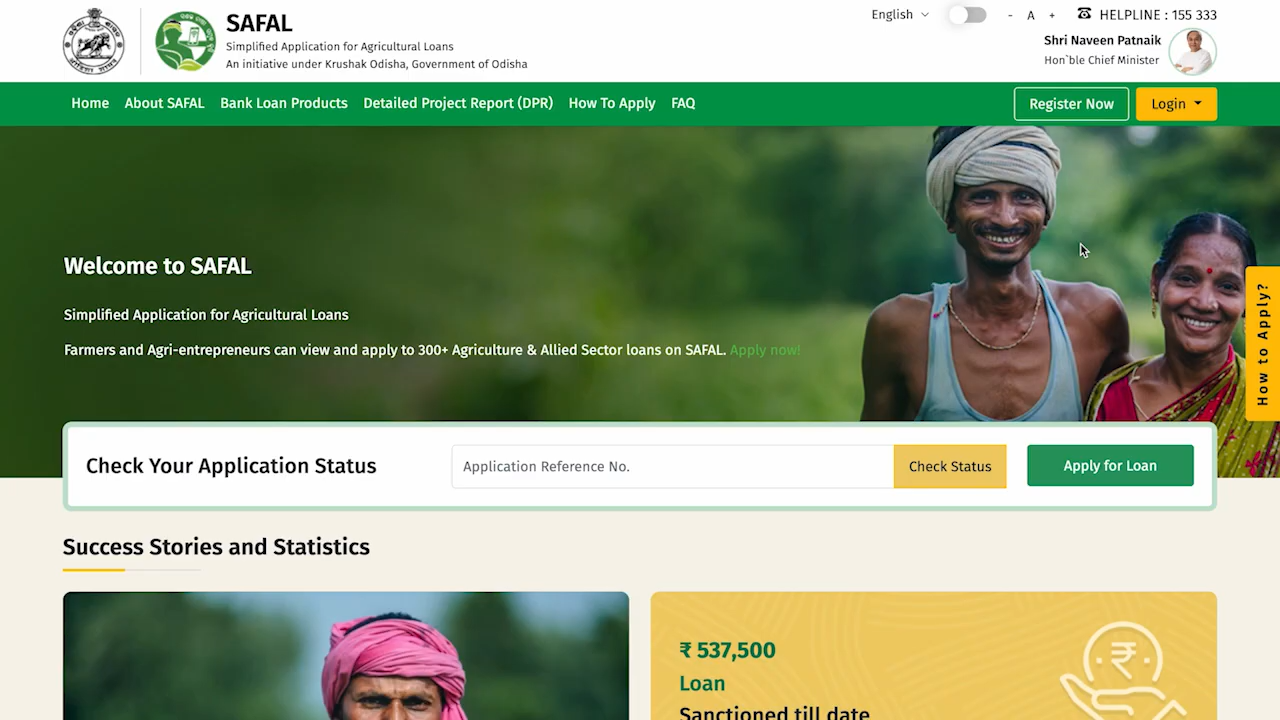 SAFAL
Simplified Application for Agricultural Loans
An initiative under Krushak Odisha, Government of Odisha
English
- A +
HELPLINE : 155 333
Shri Naveen Patnaik
Hon`ble Chief Minister
Home
About SAFAL
Bank Loan Products
Detailed Project Report (DPR)
How To Apply
FAQ
Register Now
Login
Welcome to SAFAL
Simplified Application for Agricultural Loans
Farmers and Agri-entrepreneurs can view and apply to 300+ Agriculture & Allied Sector loans on SAFAL. Apply now!
How to Apply?
Check Your Application Status
Application Reference No.
Check Status
Apply for Loan
Success Stories and Statistics
₹ 537,500
Loan
Sanctioned till date